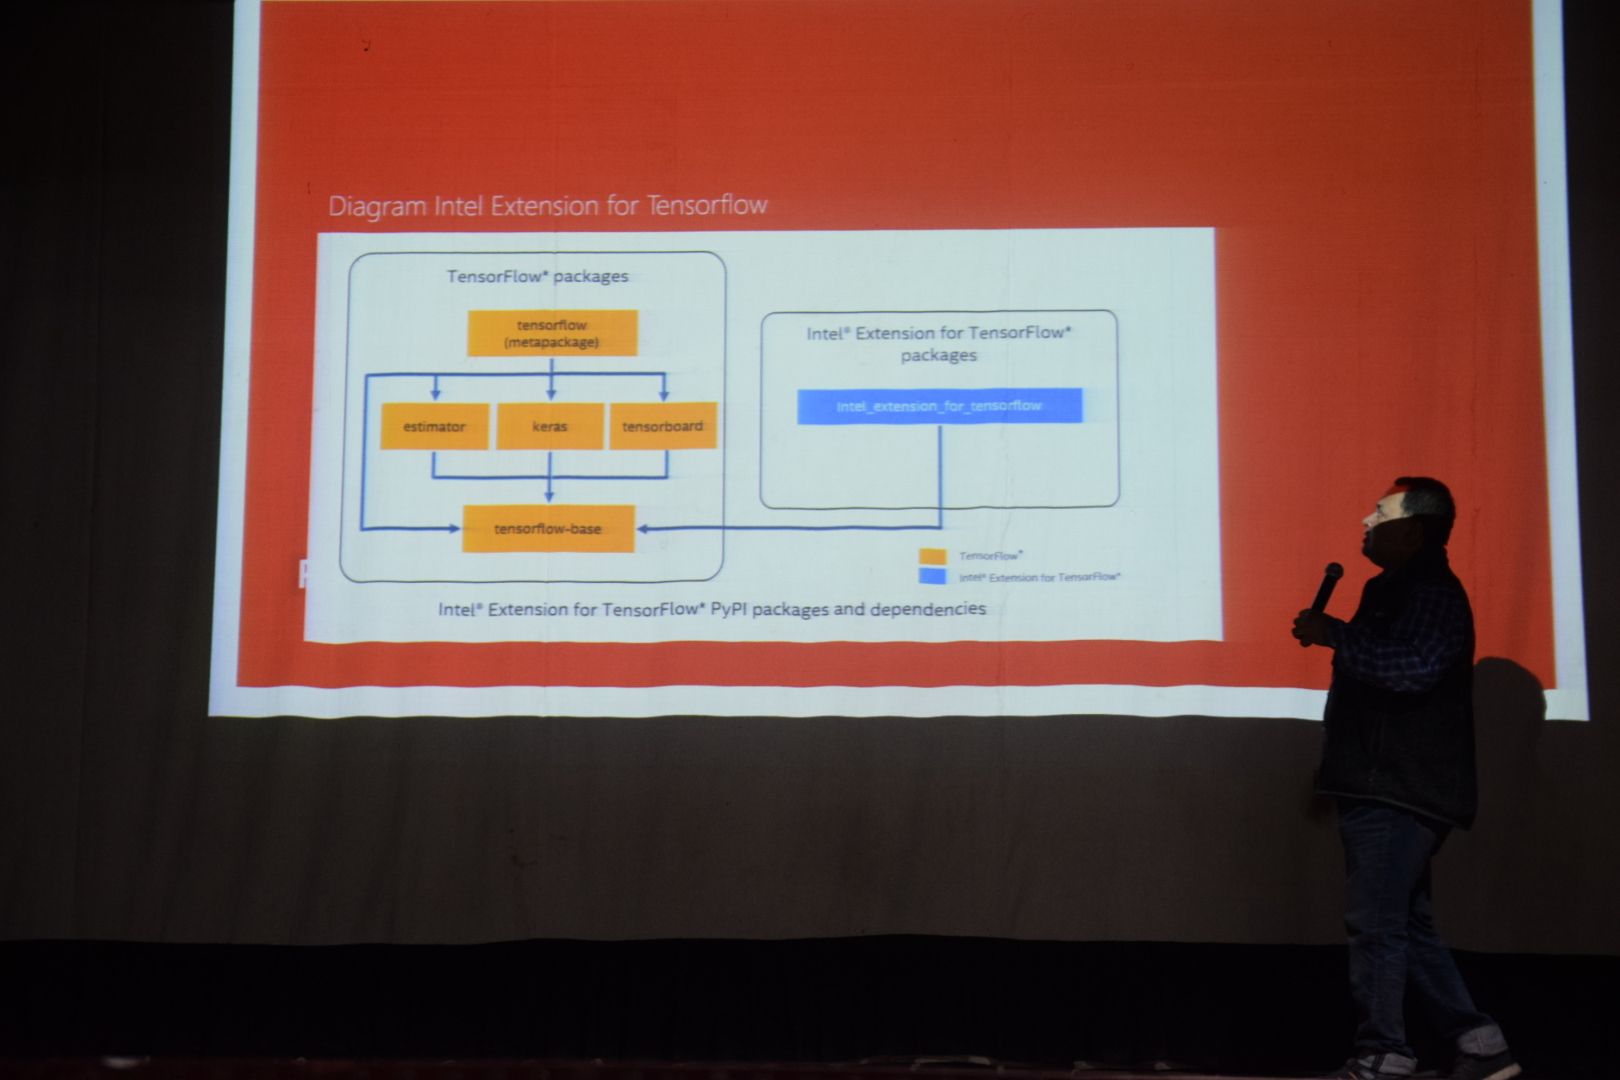 Diagram Intel Extension for Tensorflow
TensorFlow* packages
tensorflow
(metapackage)
estimator
keras
tensorboard
tensorflow-base
Intel® Extension for TensorFlow*
packages
Intel_extension_for_tensorflow
TensorFlow*
Intel® Extension for TensorFlow*
Intel® Extension for TensorFlow* PyPI packages and dependencies